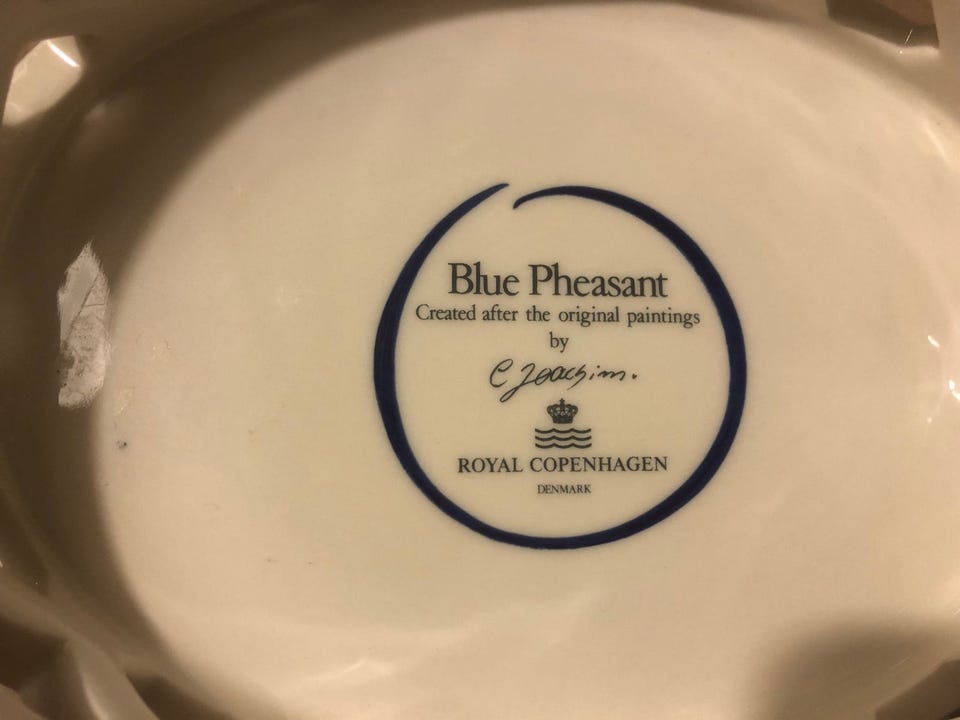 Blue Pheasant
Created after the original paintings
by
C Joachim.
ROYAL COPENHAGEN
DENMARK